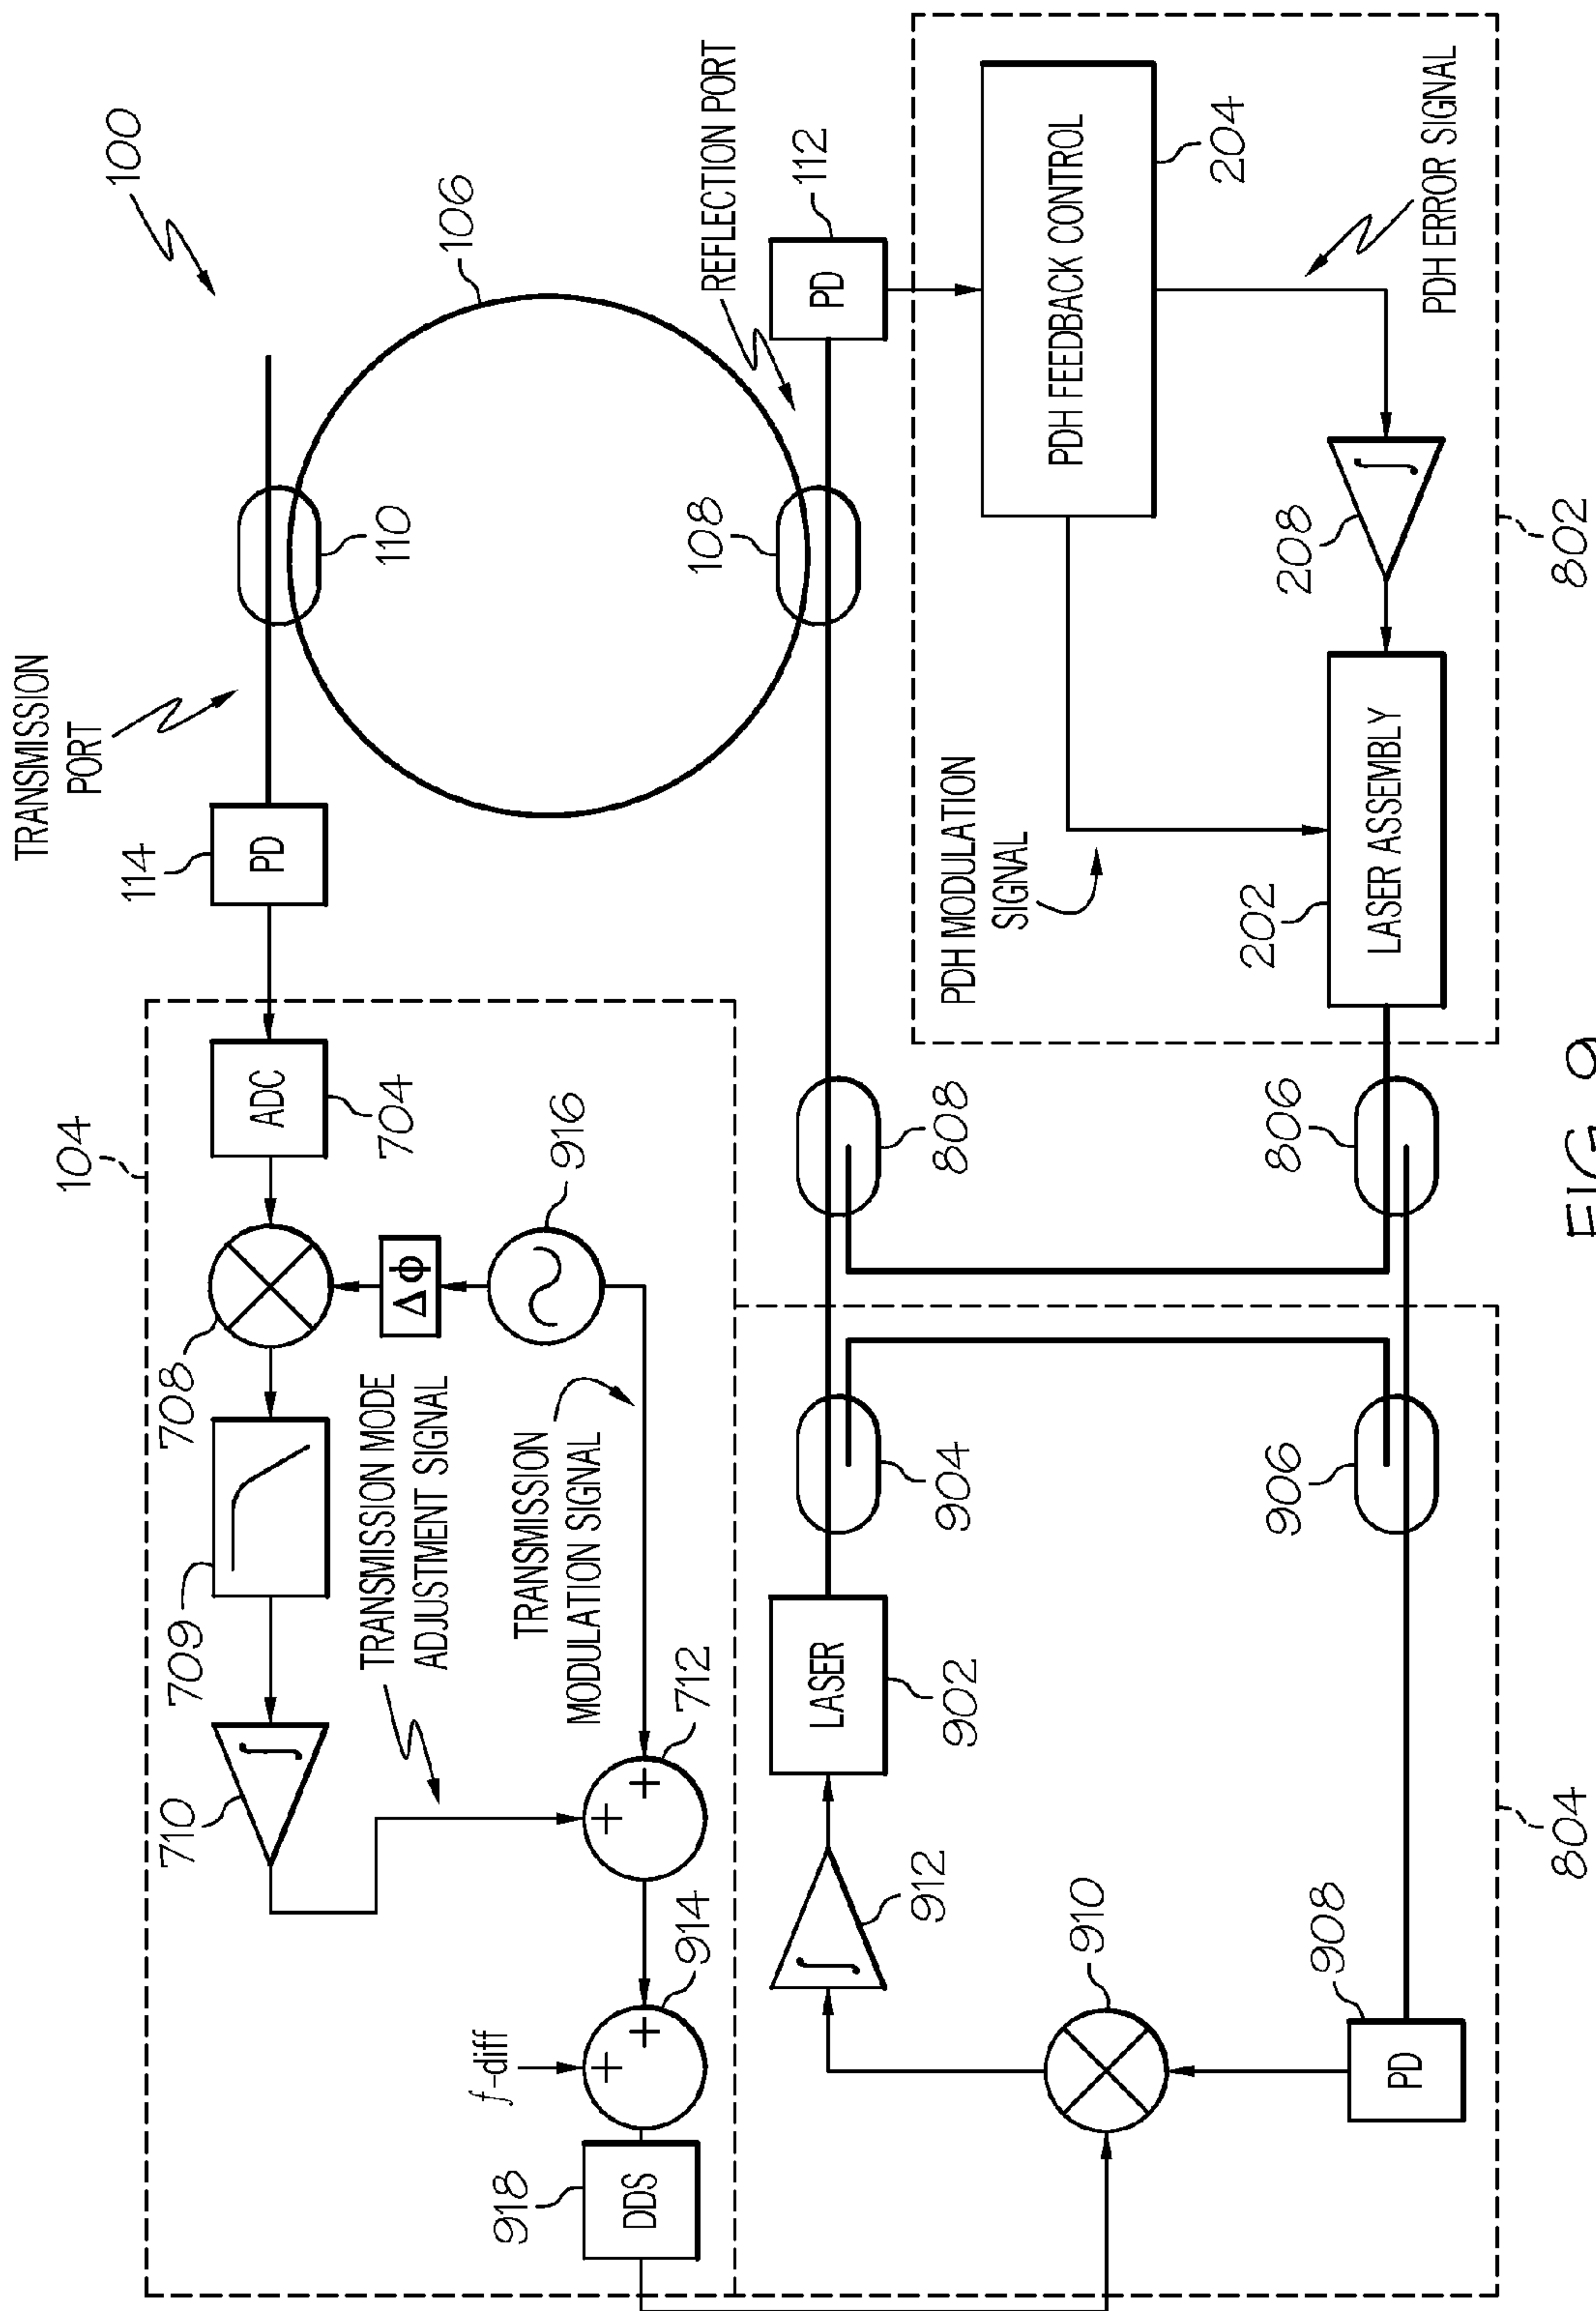 100
106
TRANSMISSION
PORT
114
PD
110
108
REFLECTION PORT
112
PD
104
ADC
704
708
ΔΦ
916
709
710
TRANSMISSION MODE
ADJUSTMENT SIGNAL
TRANSMISSION
MODULATION SIGNAL
+
+
712
914
f-diff
+
+
DDS
918
PDH FEEDBACK CONTROL
204
PDH ERROR SIGNAL
∫
208
802
PDH MODULATION
SIGNAL
LASER ASSEMBLY
202
808
806
904
906
LASER
902
∫
912
910
PD
908
804
∫
FIG. 9